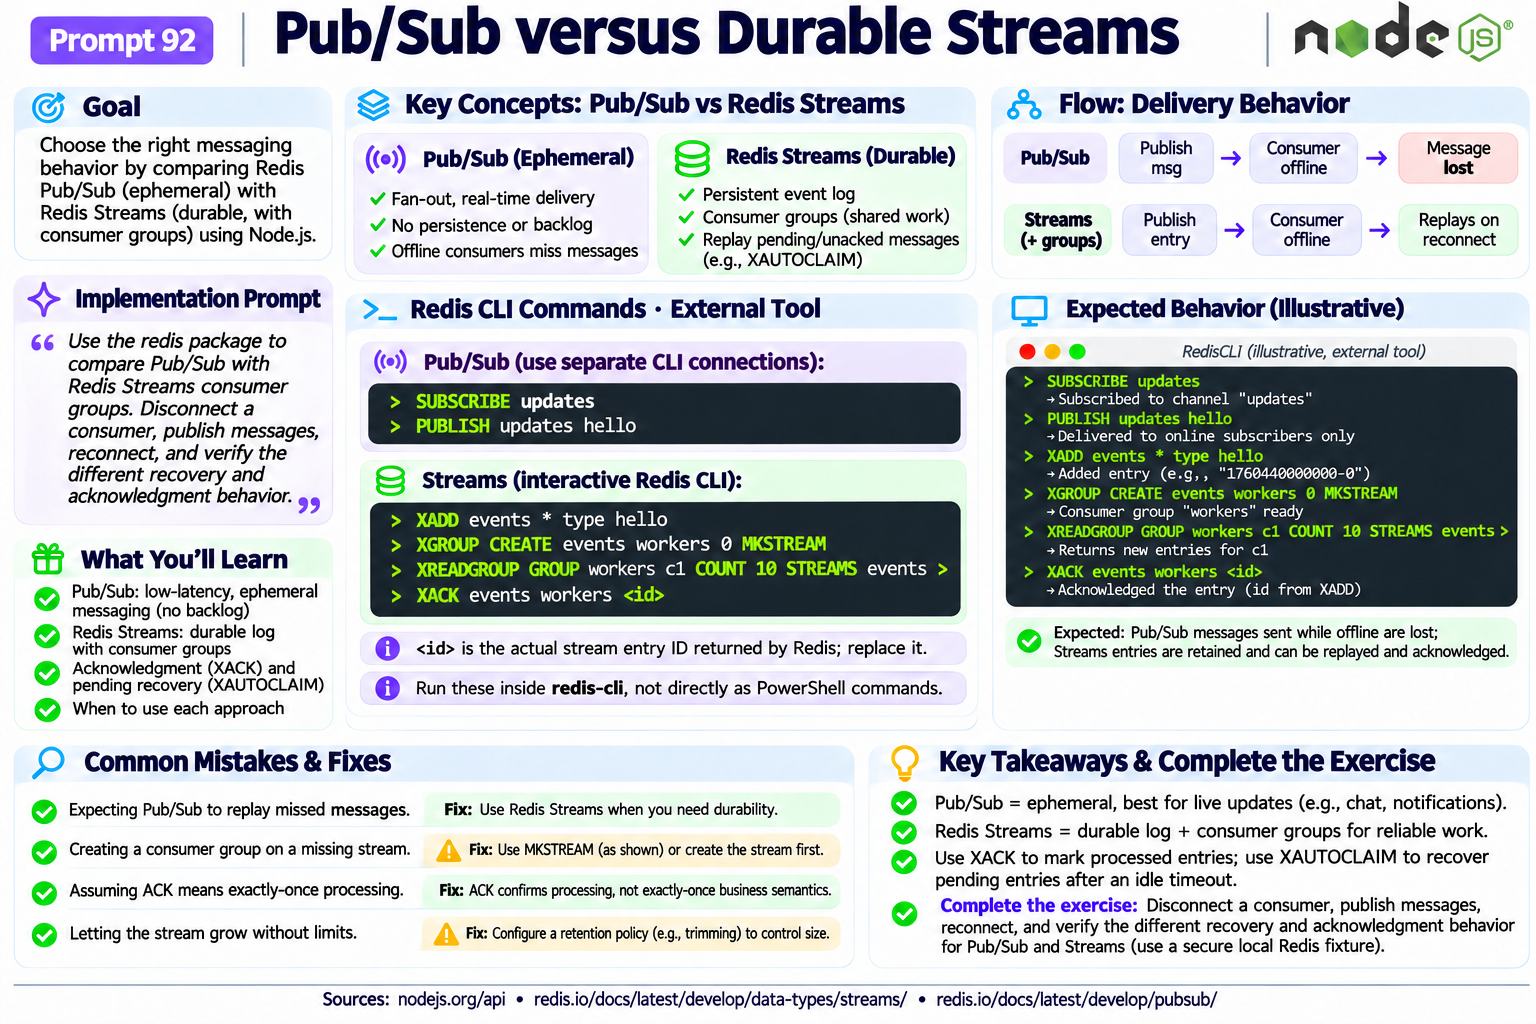 Prompt 92
Pub/Sub versus Durable Streams
node JS ®
Goal
Choose the right messaging
behavior by comparing Redis
Pub/Sub (ephemeral) with
Redis Streams (durable, with
consumer groups) using Node.js.
Implementation Prompt
“ Use the redis package to
compare Pub/Sub with
Redis Streams consumer
groups. Disconnect a
consumer, publish messages,
reconnect, and verify the
different recovery and
acknowledgment behavior. ”
What You’ll Learn
Pub/Sub: low-latency, ephemeral
messaging (no backlog)
Redis Streams: durable log
with consumer groups
Acknowledgment (XACK) and
pending recovery (XAUTOCLAIM)
When to use each approach
Key Concepts: Pub/Sub vs Redis Streams
Pub/Sub (Ephemeral)
Fan-out, real-time delivery
No persistence or backlog
Offline consumers miss messages
Redis Streams (Durable)
Persistent event log
Consumer groups (shared work)
Replay pending/unacked messages
(e.g., XAUTOCLAIM)
Redis CLI Commands · External Tool
Pub/Sub (use separate CLI connections):
> SUBSCRIBE updates
> PUBLISH updates hello
Streams (interactive Redis CLI):
> XADD events * type hello
> XGROUP CREATE events workers 0 MKSTREAM
> XREADGROUP GROUP workers c1 COUNT 10 STREAMS events >
> XACK events workers <id>
<id> is the actual stream entry ID returned by Redis; replace it.
Run these inside redis-cli, not directly as PowerShell commands.
Flow: Delivery Behavior
Pub/Sub
Publish
msg
→
Consumer
offline
→
Message
lost
Streams
(+ groups)
Publish
entry
→
Consumer
offline
→
Replays on
reconnect
Expected Behavior (Illustrative)
RedisCLI (illustrative, external tool)
> SUBSCRIBE updates
→ Subscribed to channel "updates"
> PUBLISH updates hello
→ Delivered to online subscribers only
> XADD events * type hello
→ Added entry (e.g,, "1760440000000-0")
> XGROUP CREATE events workers 0 MKSTREAM
→ Consumer group "workers" ready
> XREADGROUP GROUP workers c1 COUNT 10 STREAMS events >
→ Returns new entries for c1
> XACK events workers <id>
→ Acknowledged the entry (id from XADD)
Expected: Pub/Sub messages sent while offline are lost;
Streams entries are retained and can be replayed and acknowledged.
Common Mistakes & Fixes
Expecting Pub/Sub to replay missed messages.
Fix: Use Redis Streams when you need durability.
Creating a consumer group on a missing stream.
Fix: Use MKSTREAM (as shown) or create the stream first.
Assuming ACK means exactly-once processing.
Fix: ACK confirms processing, not exactly-once business semantics.
Letting the stream grow without limits.
Fix: Configure a retention policy (e.g., trimming) to control size.
Key Takeaways & Complete the Exercise
Pub/Sub = ephemeral, best for live updates (e.g., chat, notifications).
Redis Streams = durable log + consumer groups for reliable work.
Use XACK to mark processed entries; use XAUTOCLAIM to recover
pending entries after an idle timeout.
Complete the exercise: Disconnect a consumer, publish messages,
reconnect, and verify the different recovery and acknowledgment behavior
for Pub/Sub and Streams (use a secure local Redis fixture).
Sources: nodejs.org/api • redis.io/docs/latest/develop/data-types/streams/ • redis.io/docs/latest/develop/pubsub/